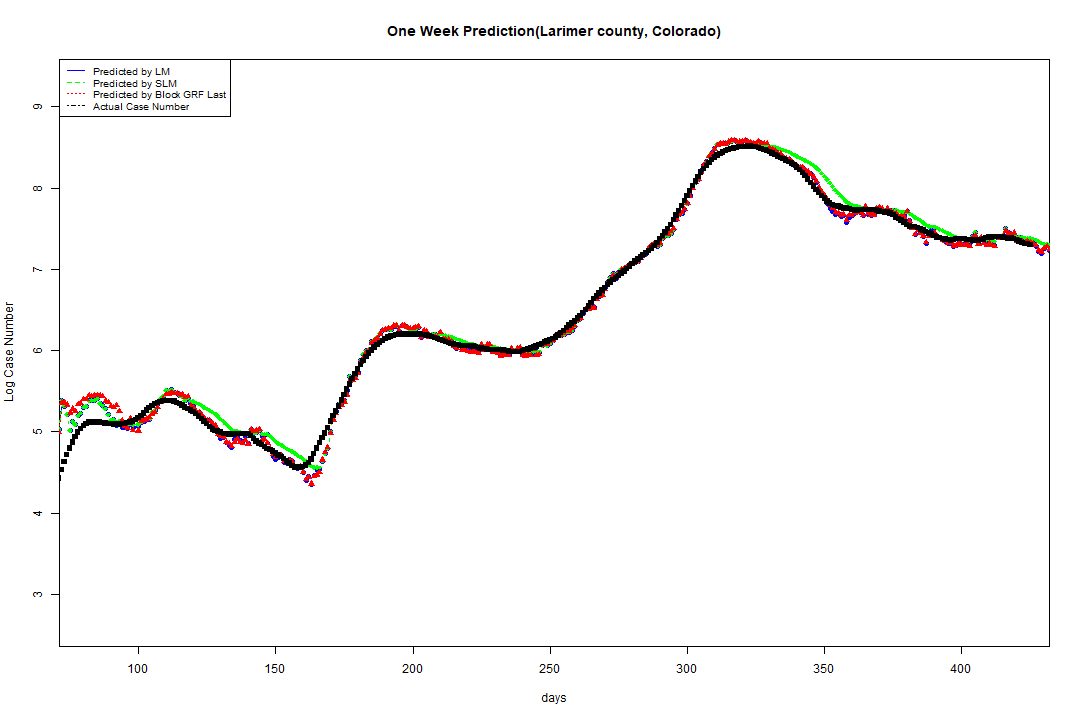 One Week Prediction(Larimer county, Colorado)
Predicted by LM
Predicted by SLM
Predicted by Block GRF Last
Actual Case Number
9
8
7
6
5
4
3
Log Case Number
100 150 200 250 300 350 400
days